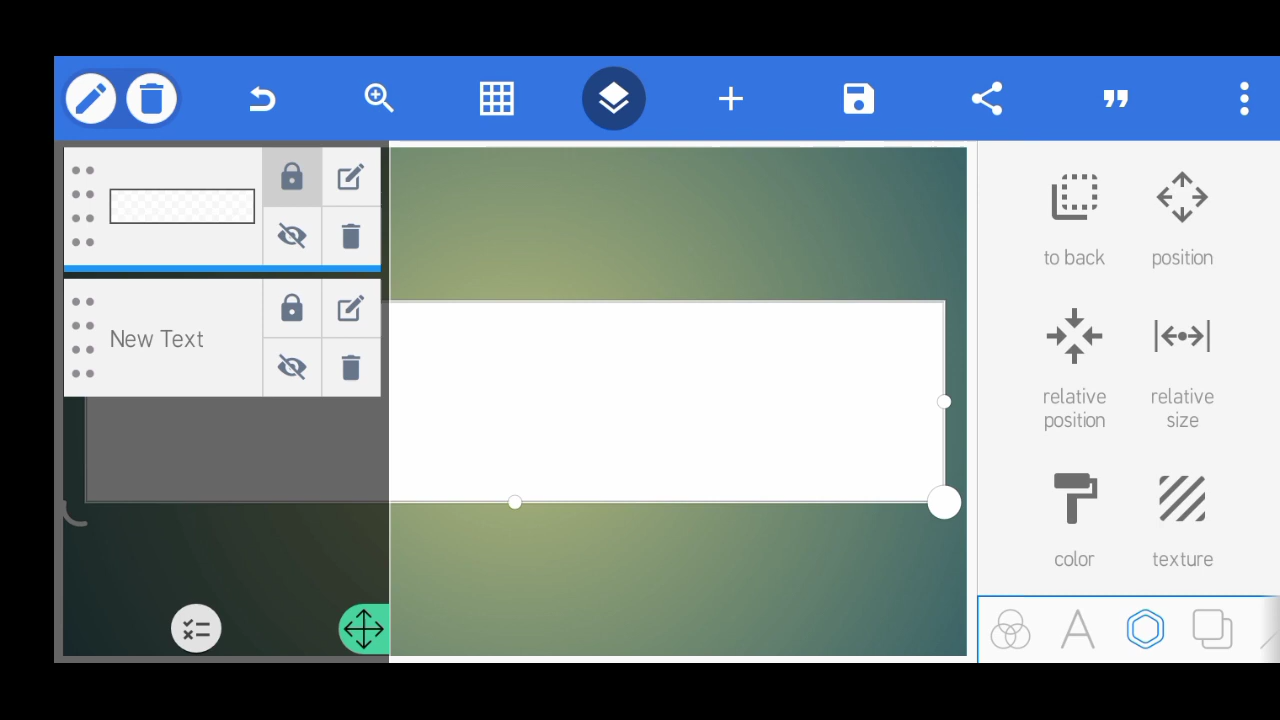 New Text
to back
position
relative
position
relative
size
color
texture